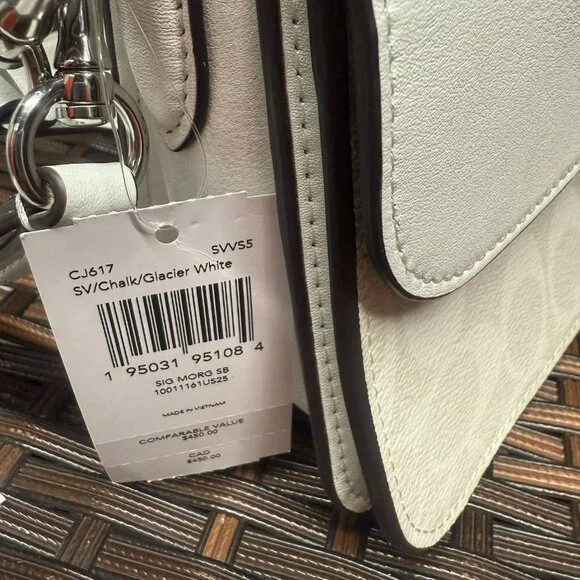 CJ617 SVVS5
SV/Chalk/Glacier White
1 95031 95108 4
SIG MORG SB
10011161US25
MADE IN VIETNAM
COMPARABLE VALUE
$450.00
CAD
$450.00